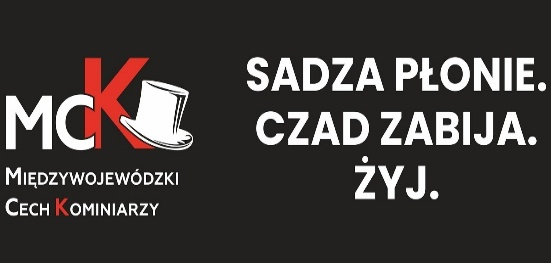 MCK
MIĘDZYWOJEWÓDZKI
CECH KOMINIARZY
SADZA PŁONIE.
CZAD ZABIJA.
ŻYJ.